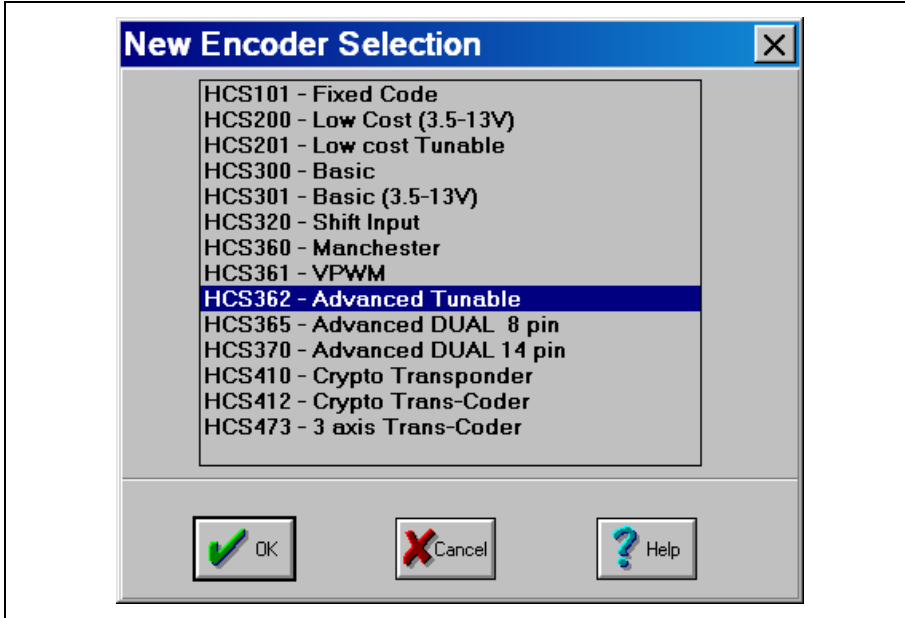 New Encoder Selection
HCS101 - Fixed Code
HCS200 - Low Cost (3.5-13V)
HCS201 - Low cost Tunable
HCS300 - Basic
HCS301 - Basic (3.5-13V)
HCS320 - Shift Input
HCS360 - Manchester
HCS361 - VPWM
HCS362 - Advanced Tunable
HCS365 - Advanced DUAL  8 pin
HCS370 - Advanced DUAL 14 pin
HCS410 - Crypto Transponder
HCS412 - Crypto Trans-Coder
HCS473 - 3 axis Trans-Coder
OK Cancel Help